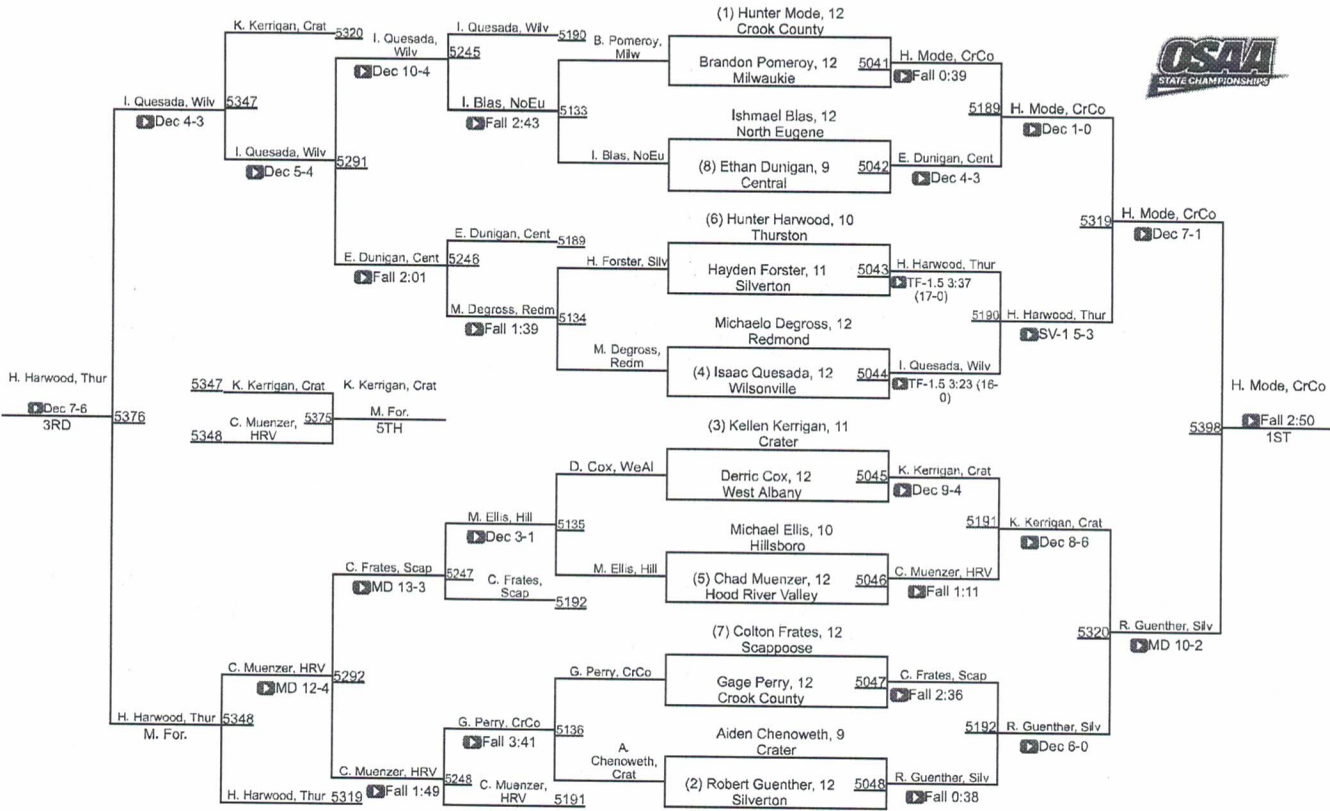 K. Kerrigan, Crat
5320
I. Quesada, Wilv
5347
Dec 4-3
I. Quesada, Wilv
5291
Dec 5-4
I. Quesada,
Wilv
5245
Dec 10-4
I. Quesada, Wilv
5190
I. Blas, NoEu
5133
Fall 2:43
B. Pomeroy,
Milw
I. Blas, NoEu
E. Dunigan, Cent
5246
Fall 2:01
E. Dunigan, Cent
5189
M. Degross, Redm
5134
Fall 1:39
H. Forster, Silv
M. Degross,
Redm
(1) Hunter Mode, 12
Crook County
Brandon Pomeroy, 12
Milwaukie
5041
H. Mode, CrCo
Fall 0:39
Ishmael Blas, 12
North Eugene
(8) Ethan Dunigan, 9
Central
5042
E. Dunigan, Cent
Dec 4-3
5189
H. Mode, CrCo
Dec 1-0
(6) Hunter Harwood, 10
Thurston
Hayden Forster, 11
Silverton
5043
H. Harwood, Thur
TF-1.5 3:37
(17-0)
Michaelo Degross, 12
Redmond
(4) Isaac Quesada, 12
Wilsonville
5044
I. Quesada, Wilv
TF-1.5 3:23 (16-
0)
5190
H. Harwood, Thur
SV-1 5-3
5319
H. Mode, CrCo
Dec 7-1
OSAA
STATE CHAMPIONSHIPS
H. Harwood, Thur
Dec 7-6
3RD
5376
5347
K. Kerrigan, Crat
5348
C. Muenzer,
HRV
5375
K. Kerrigan, Crat
M. For.
5TH
(3) Kellen Kerrigan, 11
Crater
Derric Cox, 12
West Albany
5045
K. Kerrigan, Crat
Dec 9-4
Michael Ellis, 10
Hillsboro
(5) Chad Muenzer, 12
Hood River Valley
5046
C. Muenzer, HRV
Fall 1:11
5191
K. Kerrigan, Crat
Dec 8-6
(7) Colton Frates, 12
Scappoose
Gage Perry, 12
Crook County
5047
C. Frates, Scap
Fall 2:36
Aiden Chenoweth, 9
Crater
(2) Robert Guenther, 12
Silverton
5048
R. Guenther, Silv
Fall 0:38
5192
R. Guenther, Silv
Dec 6-0
5320
R. Guenther, Silv
MD 10-2
5398
H. Mode, CrCo
Fall 2:50
1ST
D. Cox, WeAl
M. Ellis, Hill
5135
Dec 3-1
M. Ellis, Hill
C. Frates, Scap
5247
MD 13-3
C. Frates,
Scap
5192
C. Muenzer, HRV
5292
MD 12-4
G. Perry, CrCo
G. Perry, CrCo
5136
Fall 3:41
A.
Chenoweth,
Crat
C. Muenzer, HRV
5248
Fall 1:49
C. Muenzer,
HRV
5191
H. Harwood, Thur
5348
M. For.
H. Harwood, Thur
5319